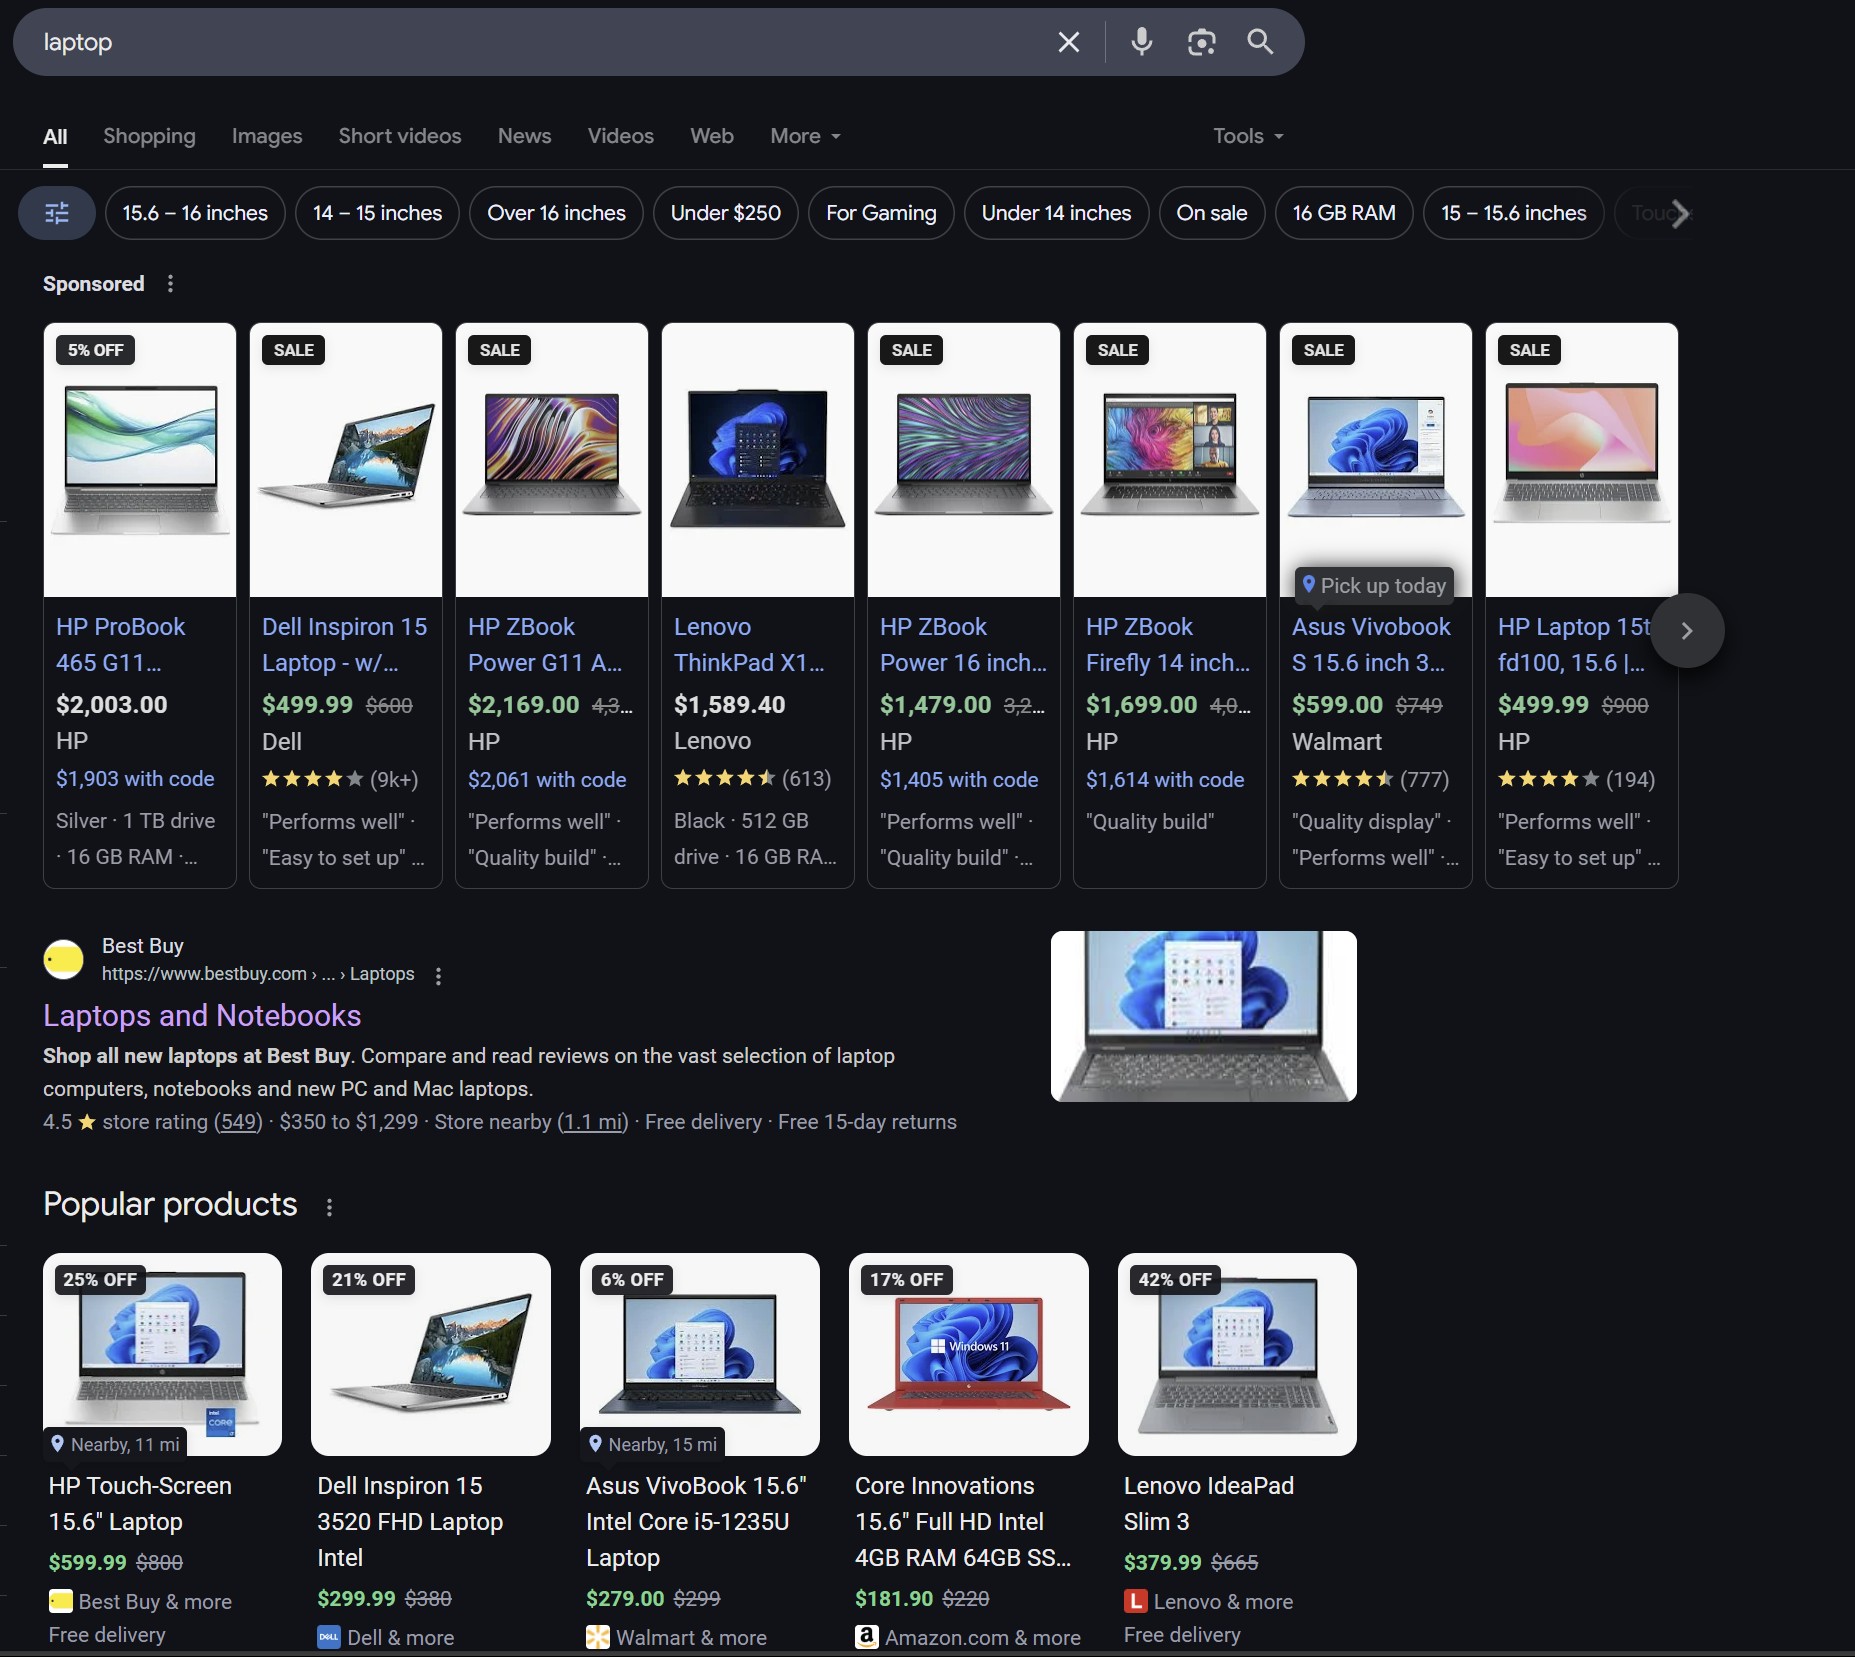 laptop
All
Shopping
Images
Short videos
News
Videos
Web
More
Tools
15.6 – 16 inches
14 – 15 inches
Over 16 inches
Under $250
For Gaming
Under 14 inches
On sale
16 GB RAM
15 – 15.6 inches
Sponsored
5% OFF
HP ProBook
465 G11...
$2,003.00
HP
$1,903 with code
Silver · 1 TB drive
· 16 GB RAM ·...
SALE
Dell Inspiron 15
Laptop - w/...
$499.99 $600
Dell
(9k+)
"Performs well" ·
"Easy to set up" ...
SALE
HP ZBook
Power G11 A...
$2,169.00 4,3...
HP
$2,061 with code
"Performs well" ·
"Quality build" ·...
Lenovo
ThinkPad X1...
$1,589.40
Lenovo
(613)
Black · 512 GB
drive · 16 GB RA...
SALE
HP ZBook
Power 16 inch...
$1,479.00 3,2...
HP
$1,405 with code
"Performs well" ·
"Quality build" ·...
SALE
HP ZBook
Firefly 14 inch...
$1,699.00 4,0...
HP
$1,614 with code
"Quality build"
SALE
Pick up today
Asus Vivobook
S 15.6 inch 3...
$599.00 $749
Walmart
(777)
"Quality display" ·
"Performs well" ·...
SALE
HP Laptop 15t
fd100, 15.6 |...
$499.99 $900
HP
(194)
"Performs well" ·
"Easy to set up" ...
Best Buy
https://www.bestbuy.com › ... › Laptops
Laptops and Notebooks
Shop all new laptops at Best Buy. Compare and read reviews on the vast selection of laptop
computers, notebooks and new PC and Mac laptops.
4.5 ★ store rating (549) · $350 to $1,299 · Store nearby (1.1 mi) · Free delivery · Free 15-day returns
Popular products
25% OFF
intel
CORE
Nearby, 11 mi
HP Touch-Screen
15.6" Laptop
$599.99 $800
Best Buy & more
Free delivery
21% OFF
Dell Inspiron 15
3520 FHD Laptop
Intel
$299.99 $380
DELL
Dell & more
6% OFF
Nearby, 15 mi
Asus VivoBook 15.6"
Intel Core i5-1235U
Laptop
$279.00 $299
Walmart & more
17% OFF
Windows 11
Core Innovations
15.6" Full HD Intel
4GB RAM 64GB SS...
$181.90 $220
a
Amazon.com & more
42% OFF
Lenovo IdeaPad
Slim 3
$379.99 $665
L
Lenovo & more
Free delivery